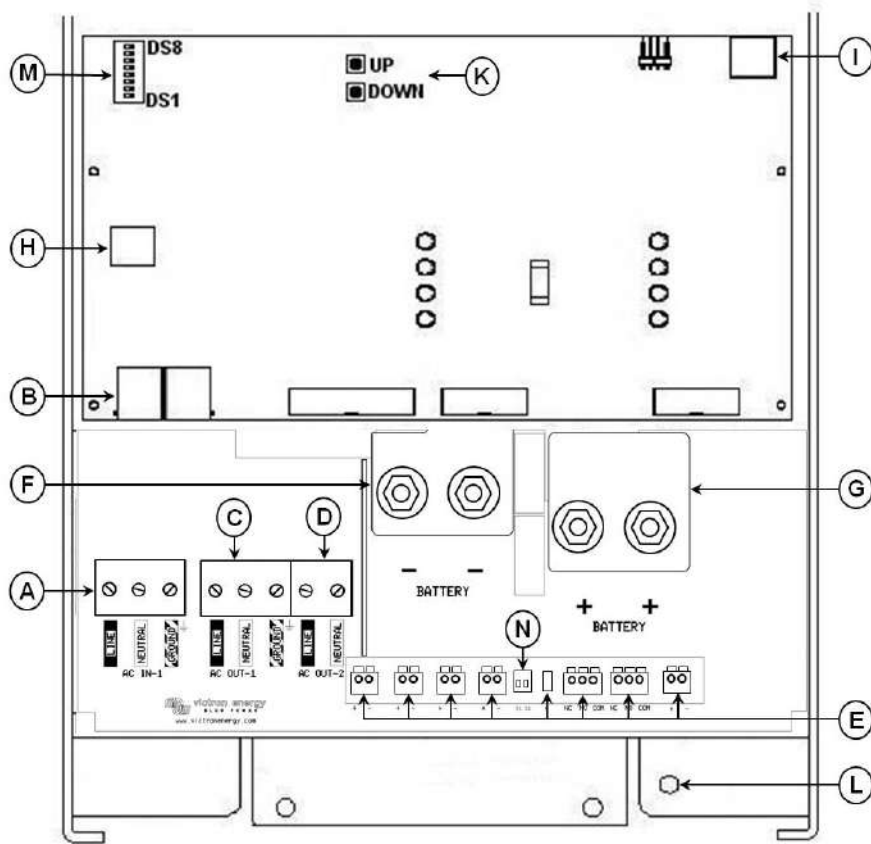 M
DS8
DS1
UP
DOWN
K
I
H
B
F
C
D
G
A
LINE
NEUTRAL
GROUND
AC IN-1
LINE
NEUTRAL
GROUND
AC OUT-1
LINE
NEUTRAL
AC OUT-2
− −
BATTERY
+ +
BATTERY
N
victron energy
BLUE POWER
www.victronenergy.com
+ -
+ -
+ -
+ -
NC NO COM
NC NO COM
+ -
E
L